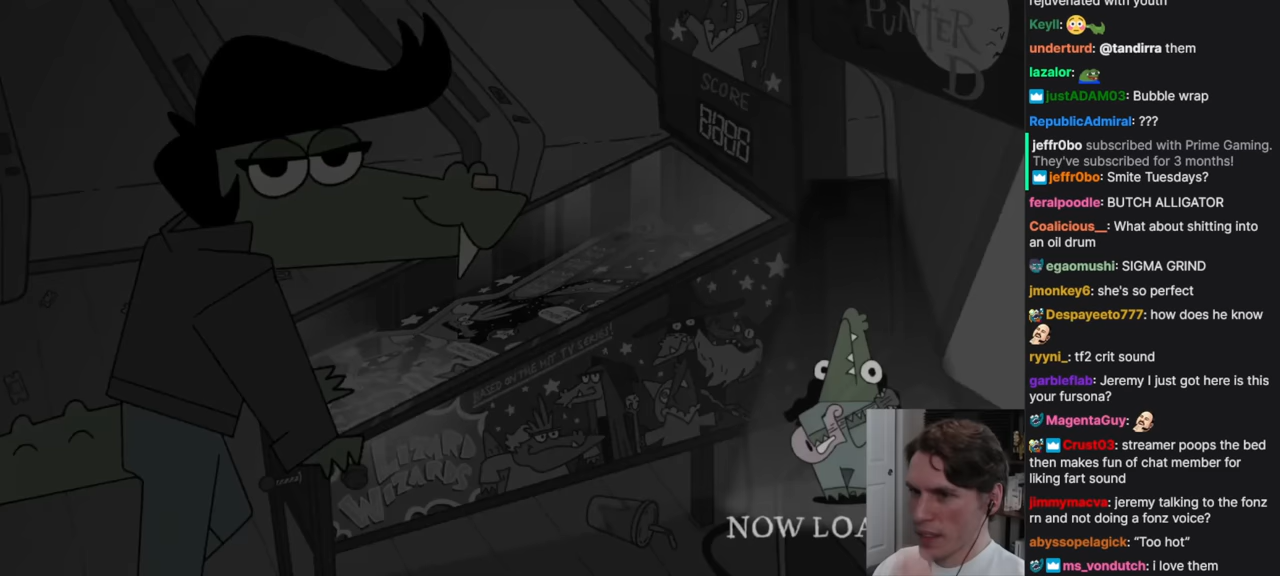 PUNTER
D
SCORE
BASED ON THE HIT TV SERIES!
WIZARDS
NOW LOA
rejuvenated with youth
Keyll:
underturd: @tandirra them
lazalor:
justADAM03: Bubble wrap
RepublicAdmiral: ???
jeffr0bo subscribed with Prime Gaming.
They've subscribed for 3 months!
jeffr0bo: Smite Tuesdays?
feralpoodle: BUTCH ALLIGATOR
Coalicious__: What about shitting into
an oil drum
egaomushi: SIGMA GRIND
jmonkey6: she's so perfect
Despayeeto777: how does he know
ryyni_: tf2 crit sound
garbieflab: Jeremy I just got here is this
your fursona?
MagentaGuy:
Crust03: streamer poops the bed
then makes fun of chat member for
liking fart sound
jimmymacva: jeremy talking to the fonz
rn and not doing a fonz voice?
abyssopelagick: “Too hot”
ms_vondutch: i love them